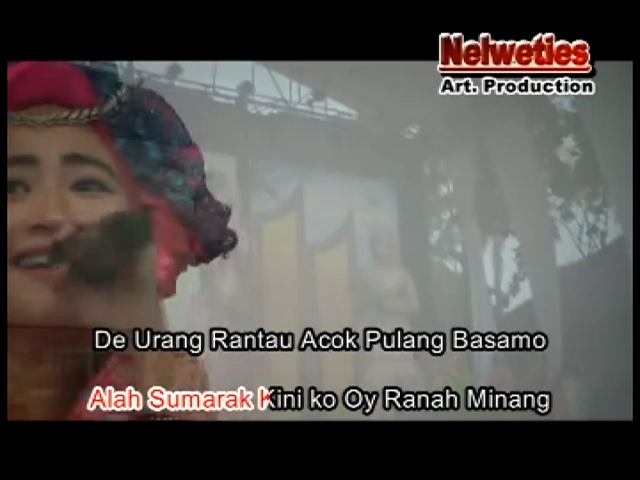 Nelweties
Art. Production
De Urang Rantau Acok Pulang Basamo
Alah Sumarak Kini ko Oy Ranah Minang